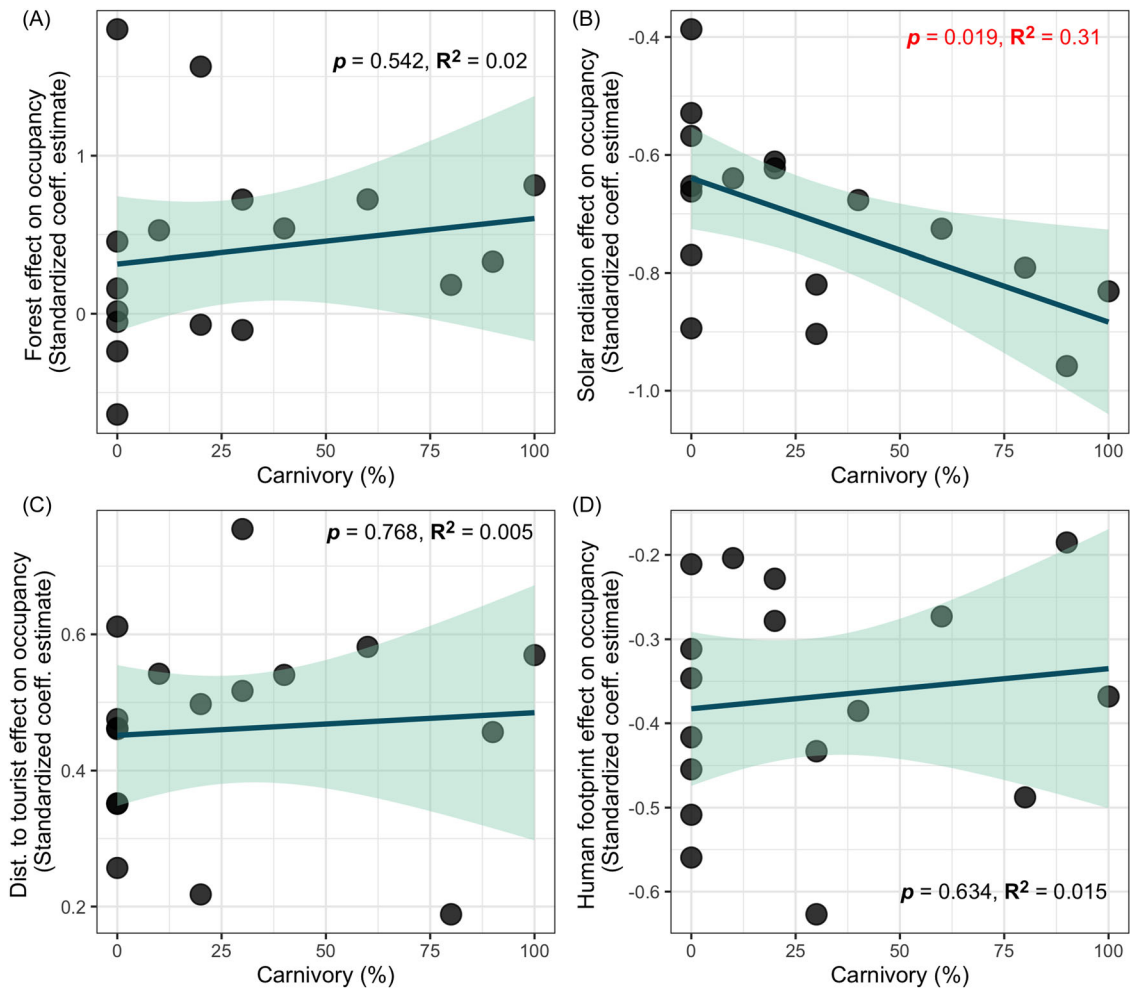 (A)
p = 0.542, R² = 0.02
Forest effect on occupancy
(Standardized coeff. estimate)
1
0
0 25 50 75 100
Carnivory (%)
(B)
p = 0.019, R² = 0.31
Solar radiation effect on occupancy
(Standardized coeff. estimate)
-0.4
-0.6
-0.8
-1.0
0 25 50 75 100
Carnivory (%)
(C)
p = 0.768, R² = 0.005
Dist. to tourist effect on occupancy
(Standardized coeff. estimate)
0.6
0.4
0.2
0 25 50 75 100
Carnivory (%)
(D)
Human footprint effect on occupancy
(Standardized coeff. estimate)
-0.2
-0.3
-0.4
-0.5
-0.6
p = 0.634, R² = 0.015
0 25 50 75 100
Carnivory (%)